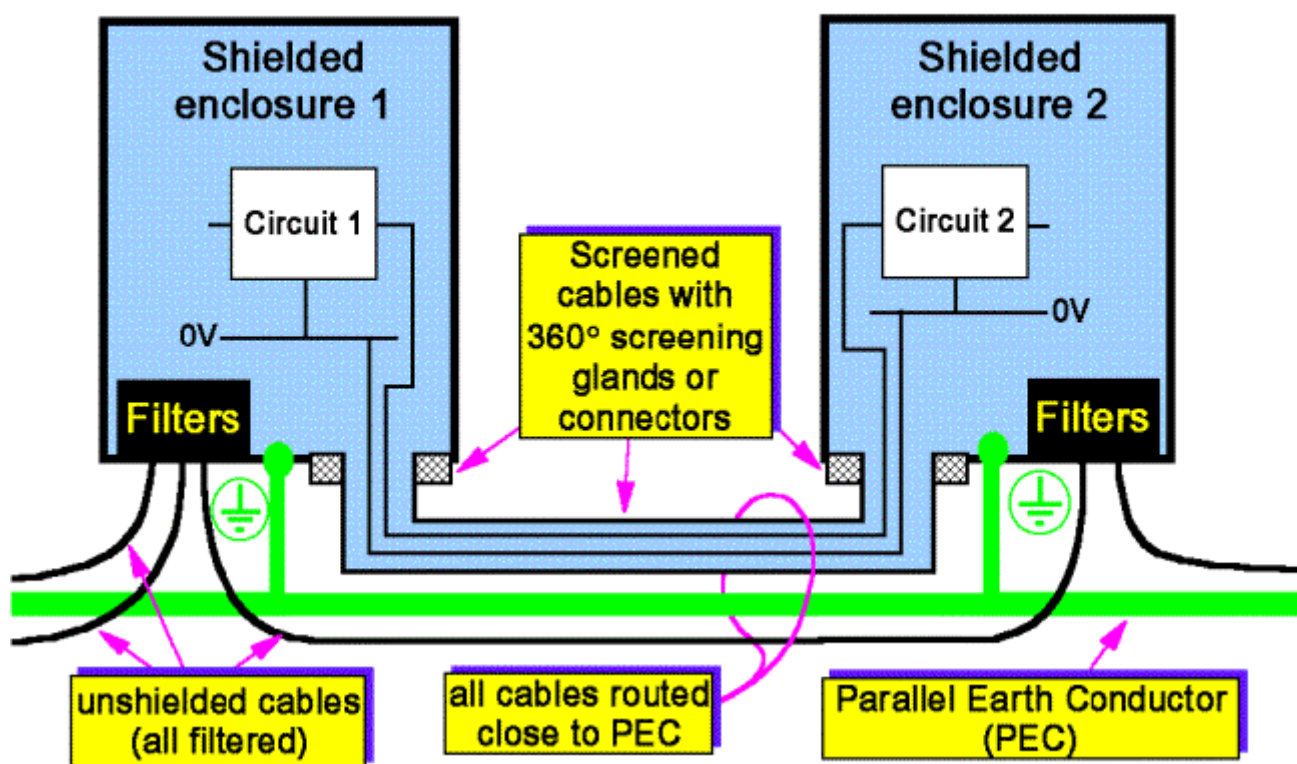 Shielded
enclosure 1
Shielded
enclosure 2
Circuit 1
Circuit 2
Screened
cables with
360° screening
glands or
connectors
0V
0V
Filters
Filters
unshielded cables
(all filtered)
all cables routed
close to PEC
Parallel Earth Conductor
(PEC)